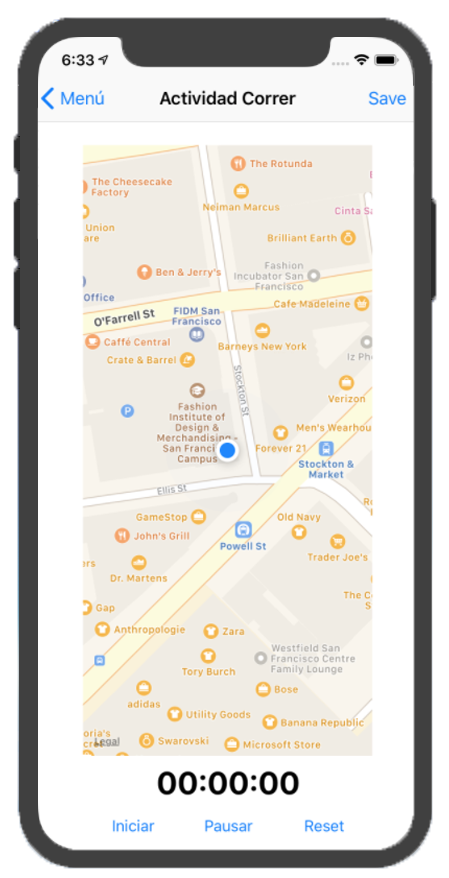 6:33
Menú
Actividad Correr
Save
The Rotunda
The Cheesecake
Factory
Neiman Marcus
Cinta Sa
Union
are
Brilliant Earth
Fashion
Incubator San
Francisco
Ben & Jerry's
Office
Cafe Madeleine
FIDM San
Francisco
O'Farrell St
Caffé Central
Barneys New York
Crate & Barrel
Iz Ph
Stockton St
Verizon
P
Fashion
Institute of
Design &
Merchandising -
San Franci
Campus
Men's Wearhou
Forever 21
Stockton &
Market
Ellis St
GameStop
Old Navy
John's Grill
Powell St
Trader Joe's
ers
Dr. Martens
The C
S
Gap
Anthropologie
Zara
Westfield San
Francisco Centre
Family Lounge
Tory Burch
adidas
Bose
Utility Goods
Banana Republic
oria's
cre
Legal
Swarovski
Microsoft Store
00:00:00
Iniciar
Pausar
Reset